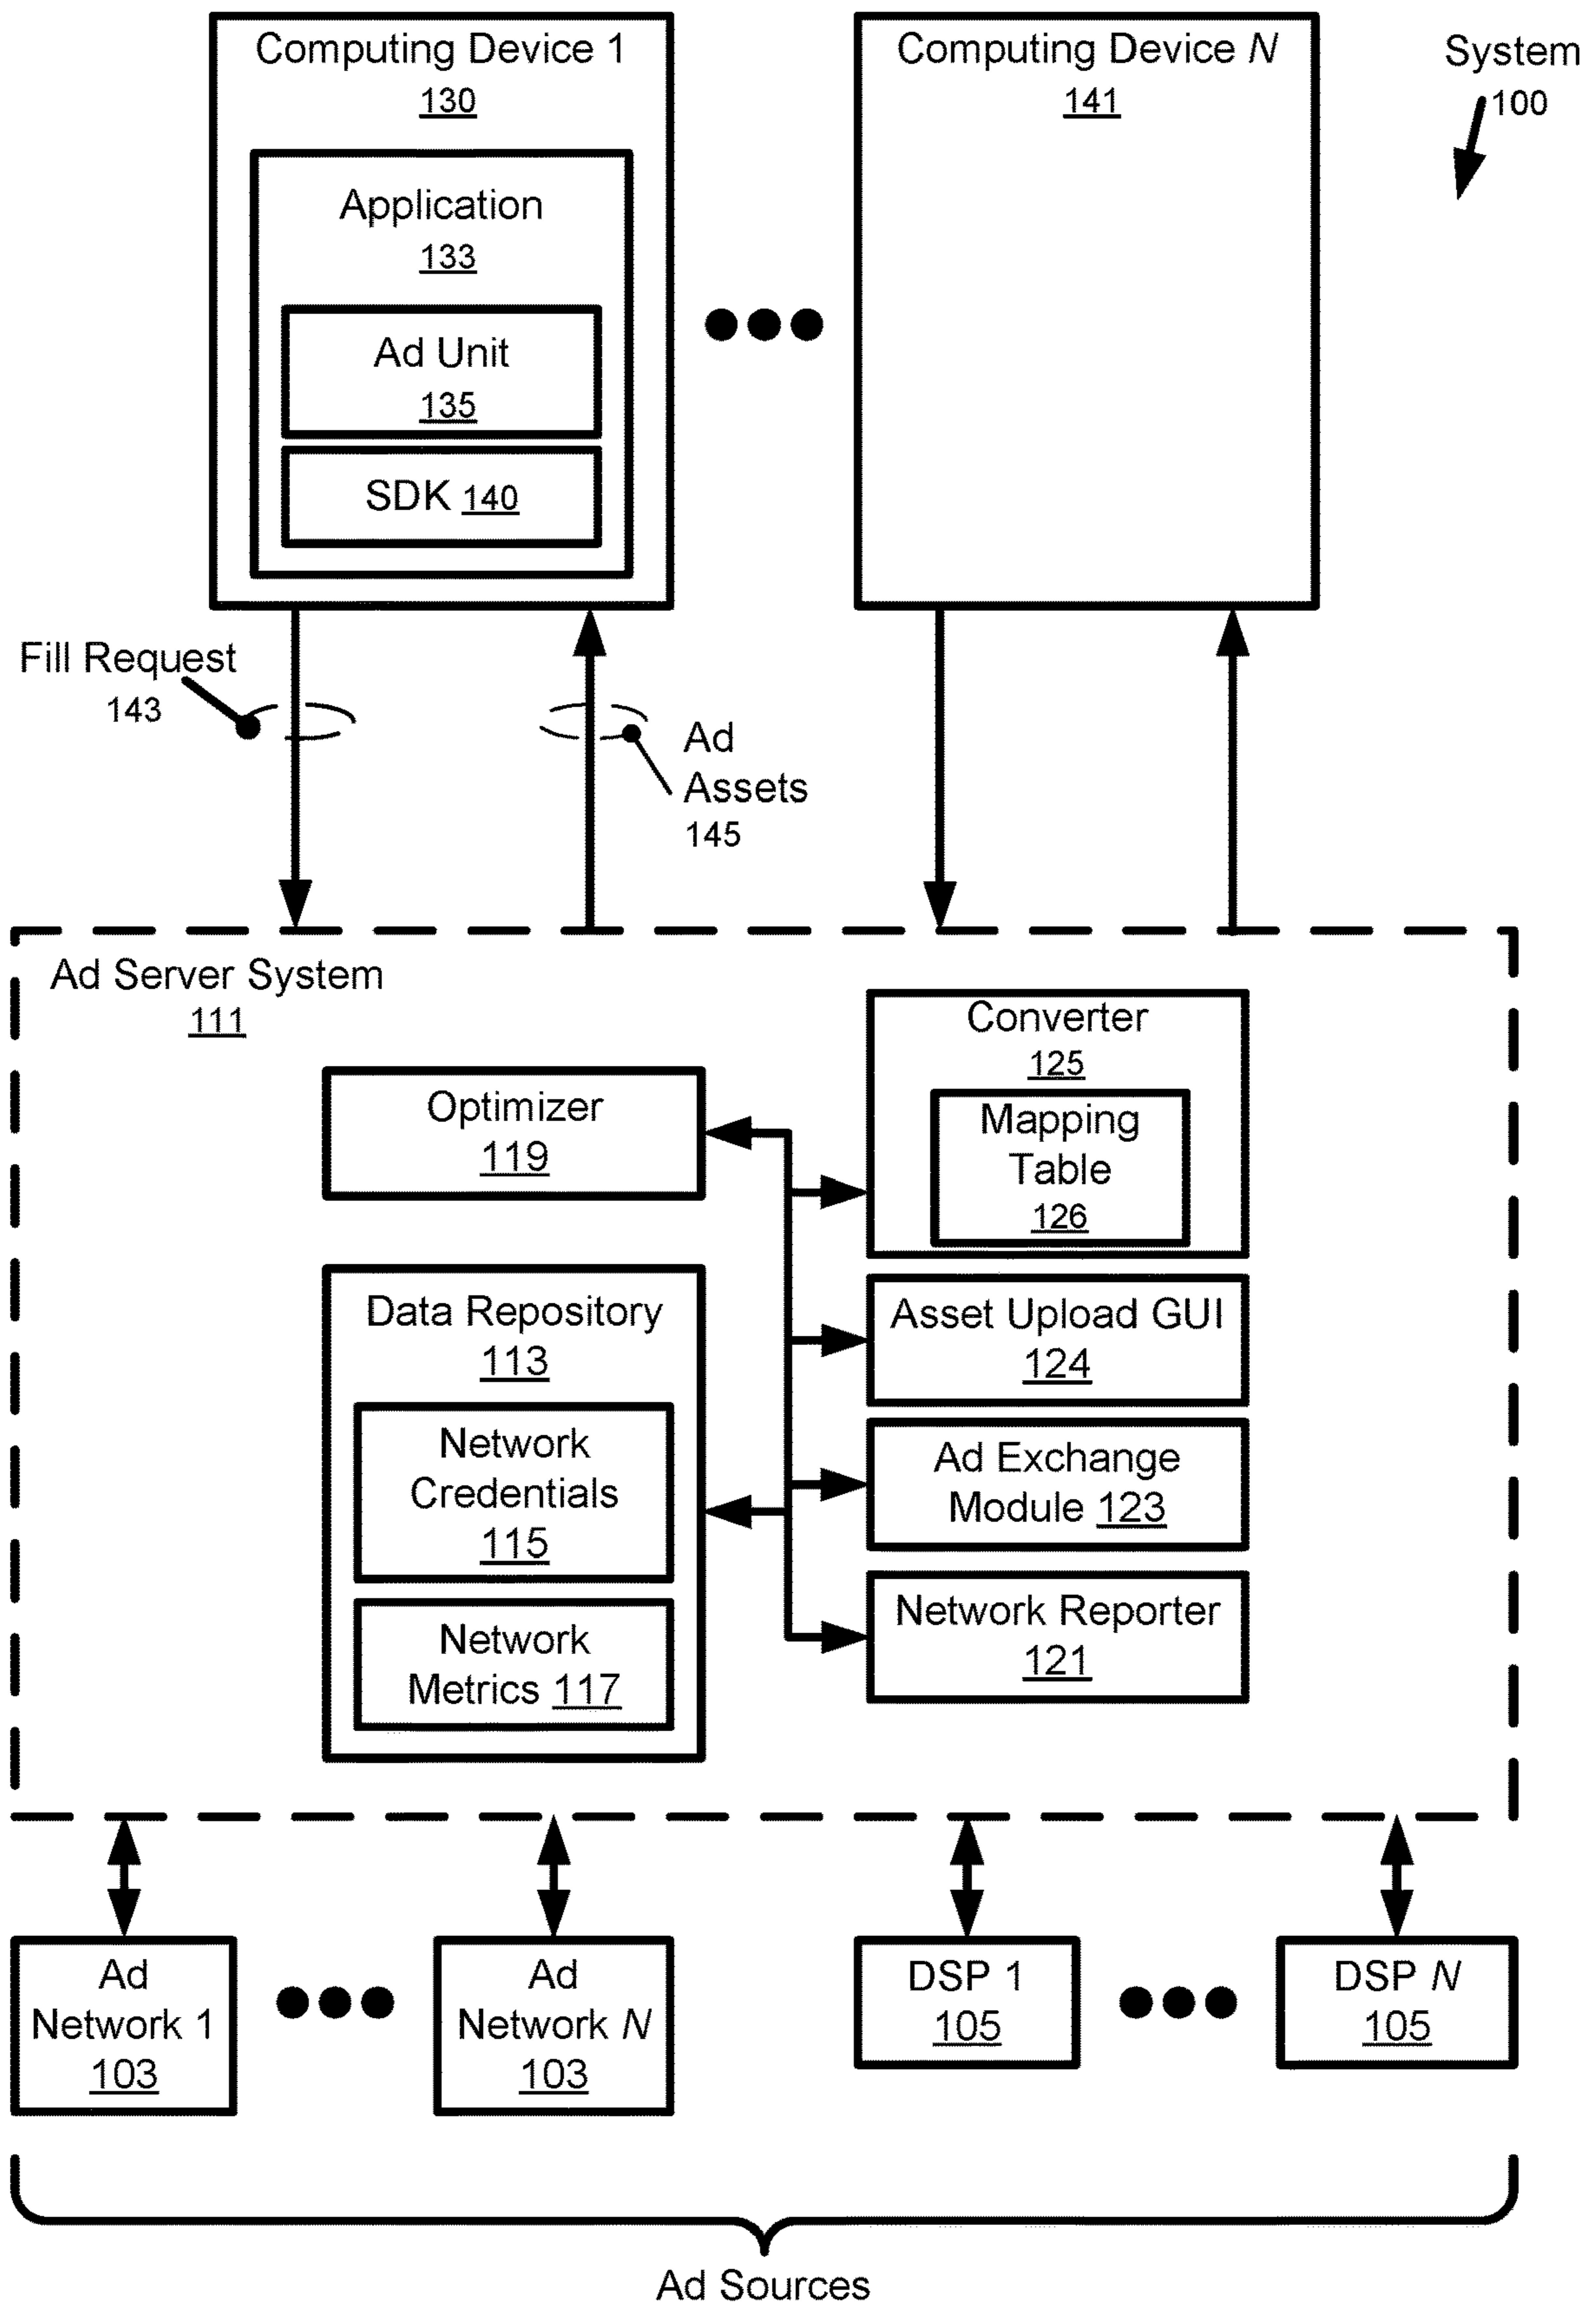 Computing Device 1
130
Application
133
Ad Unit
135
SDK 140
Computing Device N
141
System
100
Fill Request
143
Ad
Assets
145
Ad Server System
111
Optimizer
119
Data Repository
113
Network
Credentials
115
Network
Metrics 117
Converter
125
Mapping
Table
126
Asset Upload GUI
124
Ad Exchange
Module 123
Network Reporter
121
Ad
Network 1
103
Ad
Network N
103
DSP 1
105
DSP N
105
Ad Sources